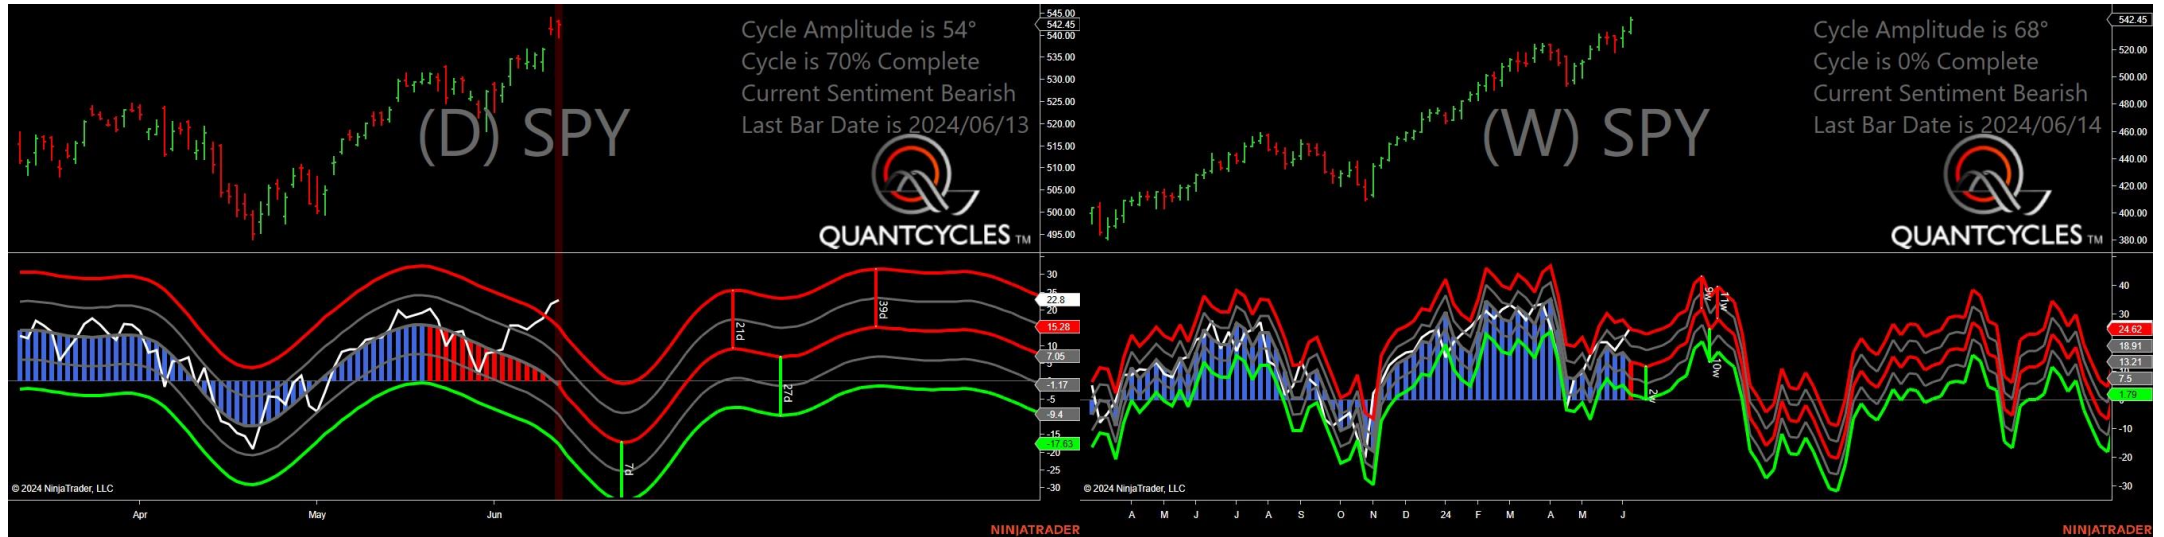 Cycle Amplitude is 54°
Cycle is 70% Complete
Current Sentiment Bearish
Last Bar Date is 2024/06/13
(D) SPY
QUANTCYCLES TM
545.00
542.45
540.00
535.00
530.00
525.00
520.00
515.00
510.00
505.00
500.00
495.00
30
22.8
20
15.28
10
7.05
-1.17
-5
-9.4
-15
-17.63
-20
-25
-30
7d
21d
27d
39d
© 2024 NinjaTrader, LLC
Apr May Jun
NINJATRADER
Cycle Amplitude is 68°
Cycle is 0% Complete
Current Sentiment Bearish
Last Bar Date is 2024/06/14
(W) SPY
QUANTCYCLES TM
542.45
520.00
500.00
480.00
460.00
440.00
420.00
400.00
380.00
40
30
24.62
18.91
13.21
7.5
1.79
-10
-20
-30
2w
9w
11w
10w
© 2024 NinjaTrader, LLC
A M J J A S O N D 24 F M A M J
NINJATRADER